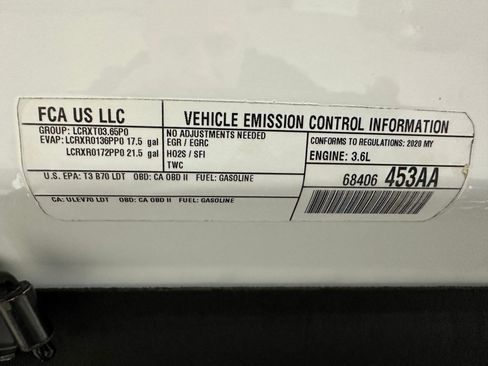 FCA US LLC
GROUP: LCRXT03.65P0
EVAP: LCRXR0136PP0 17.5 gal
LCRXR0172PP0 21.5 gal
VEHICLE EMISSION CONTROL INFORMATION
NO ADJUSTMENTS NEEDED
EGR / EGRC
HO2S / SFI
TWC
CONFORMS TO REGULATIONS: 2020 MY
ENGINE: 3.6L
U.S. EPA: T3 B70 LDT OBD: CA OBD II FUEL: GASOLINE
68406 453AA
CA: ULEV70 LDT OBD: CA OBD II FUEL: GASOLINE